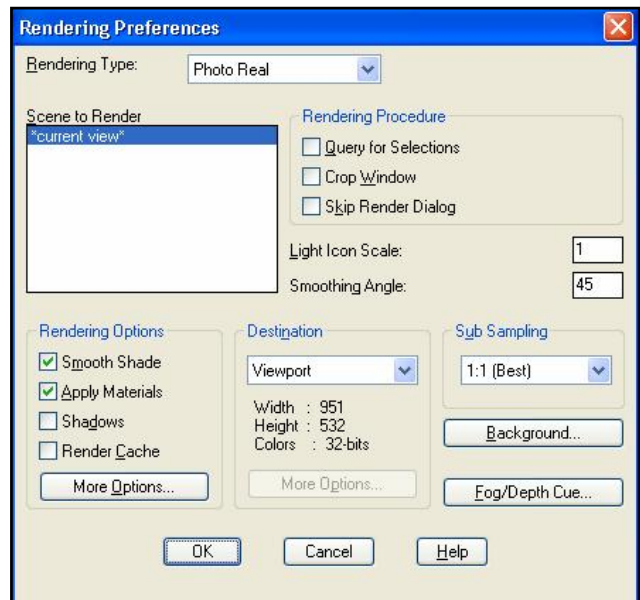 Rendering Preferences
Rendering Type:
Photo Real
Scene to Render
*current view*
Rendering Procedure
Query for Selections
Crop Window
Skip Render Dialog
Light Icon Scale:
1
Smoothing Angle:
45
Rendering Options
Smooth Shade
Apply Materials
Shadows
Render Cache
More Options...
Destination
Viewport
Width : 951
Height : 532
Colors : 32-bits
More Options...
Sub Sampling
1:1 (Best)
Background...
Fog/Depth Cue...
OK
Cancel
Help